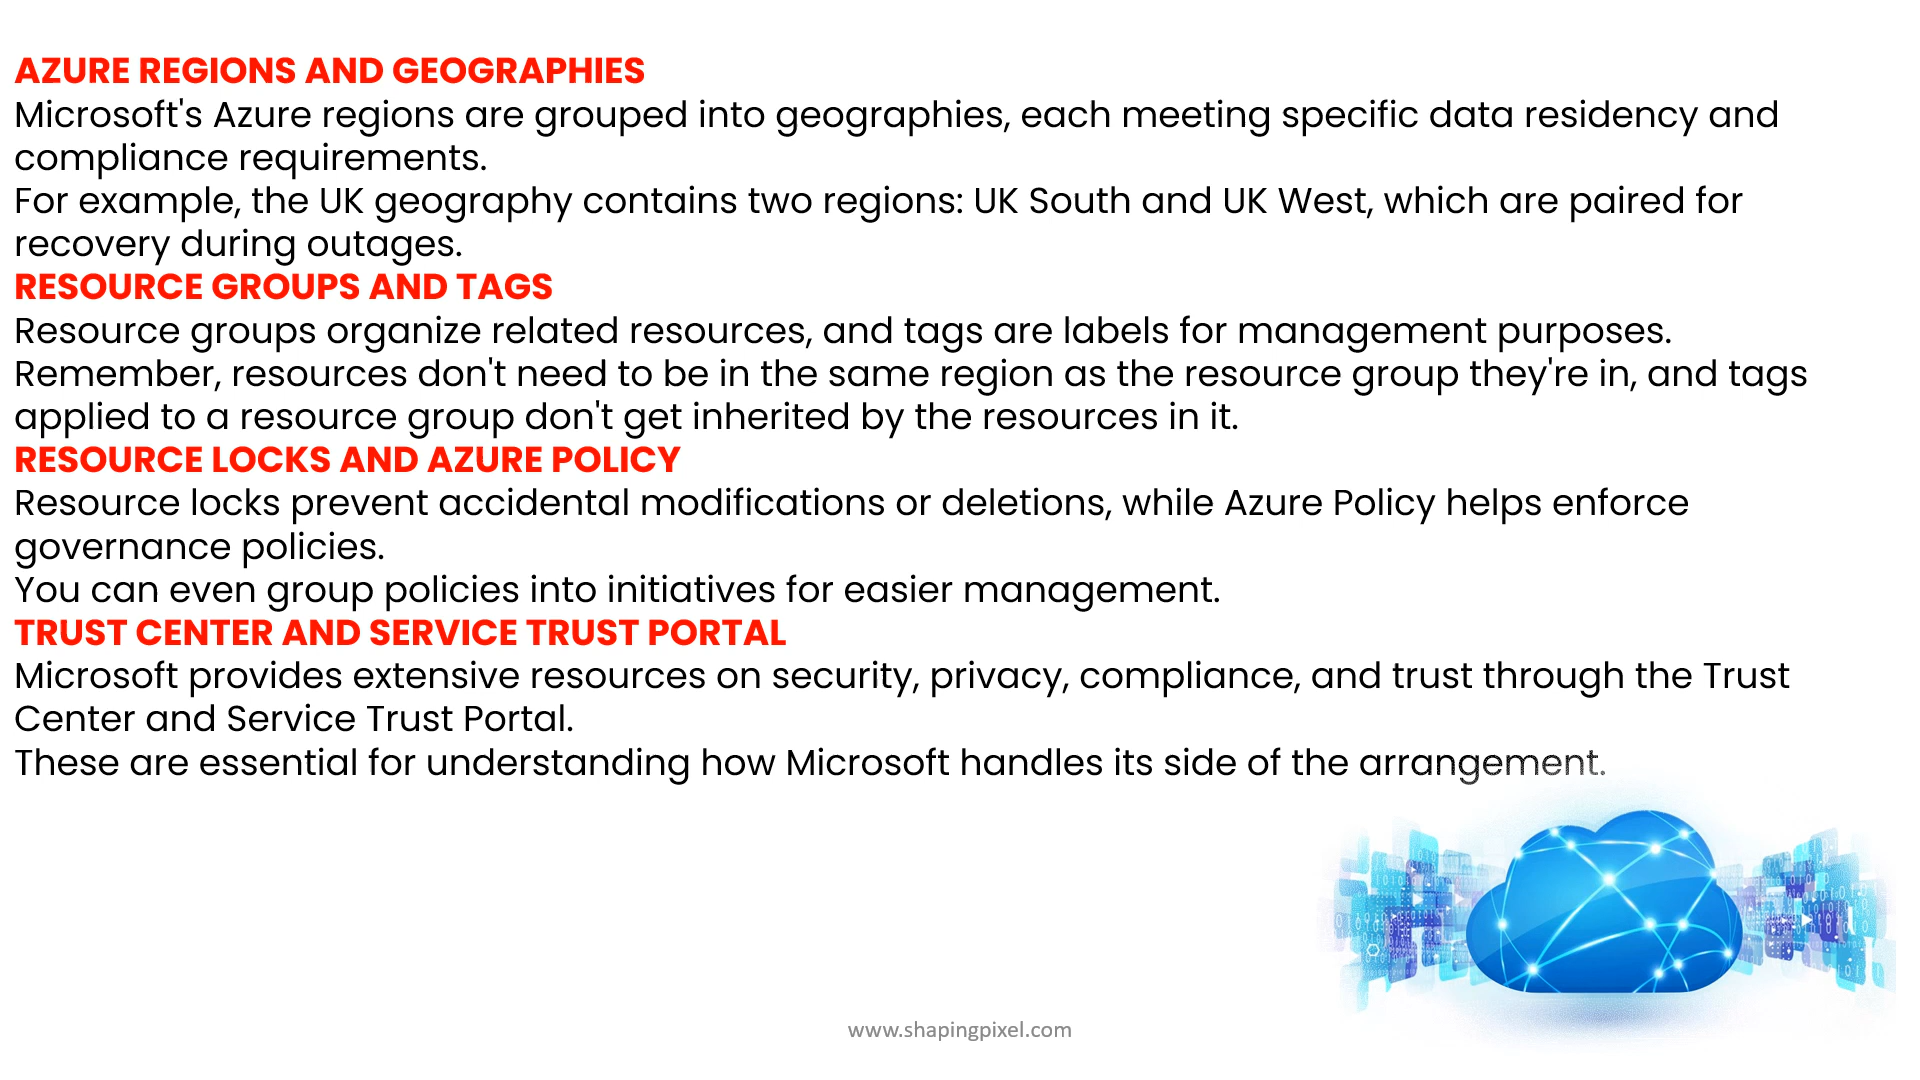 AZURE REGIONS AND GEOGRAPHIES
Microsoft's Azure regions are grouped into geographies, each meeting specific data residency and
compliance requirements.
For example, the UK geography contains two regions: UK South and UK West, which are paired for
recovery during outages.
RESOURCE GROUPS AND TAGS
Resource groups organize related resources, and tags are labels for management purposes.
Remember, resources don't need to be in the same region as the resource group they're in, and tags
applied to a resource group don't get inherited by the resources in it.
RESOURCE LOCKS AND AZURE POLICY
Resource locks prevent accidental modifications or deletions, while Azure Policy helps enforce
governance policies.
You can even group policies into initiatives for easier management.
TRUST CENTER AND SERVICE TRUST PORTAL
Microsoft provides extensive resources on security, privacy, compliance, and trust through the Trust
Center and Service Trust Portal.
These are essential for understanding how Microsoft handles its side of the arrangement.
www.shapingpixel.com